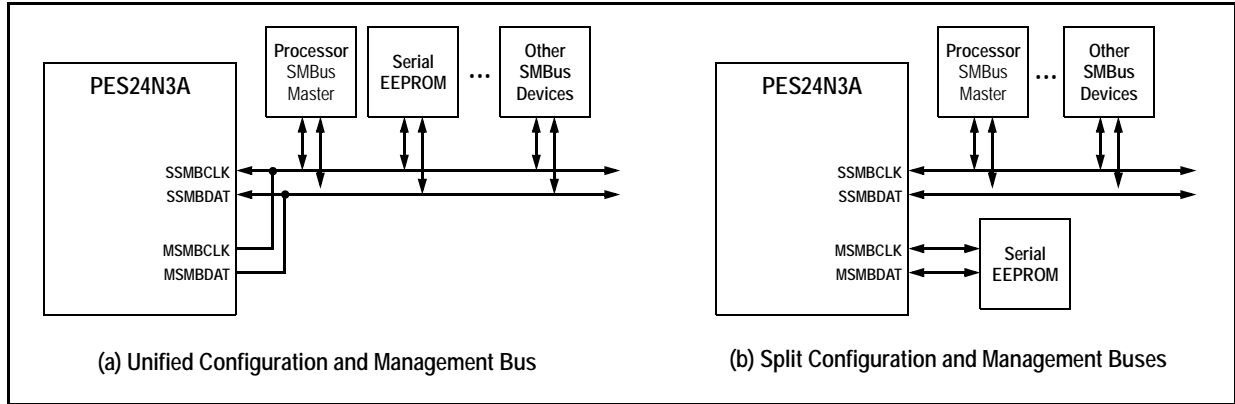 PES24N3A
Processor
SMBus
Master
Serial
EEPROM
...
Other
SMBus
Devices
SSMBCLK
SSMBDAT
MSMBCLK
MSMBDAT
(a) Unified Configuration and Management Bus
PES24N3A
Processor
SMBus
Master
...
Other
SMBus
Devices
SSMBCLK
SSMBDAT
MSMBCLK
MSMBDAT
Serial
EEPROM
(b) Split Configuration and Management Buses